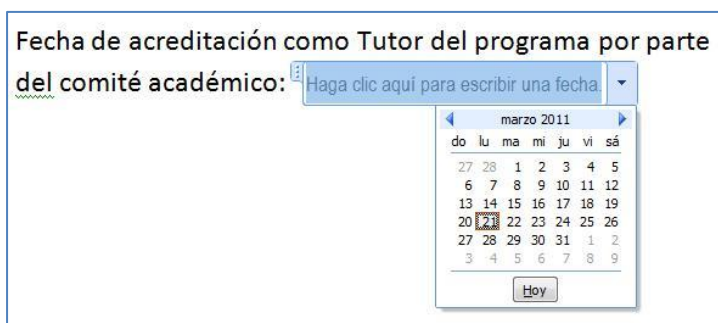 Fecha de acreditación como Tutor del programa por parte
del comité académico: Haga clic aquí para escribir una fecha.
marzo 2011
do lu ma mi ju vi sá
27 28 1 2 3 4 5
6 7 8 9 10 11 12
13 14 15 16 17 18 19
20 21 22 23 24 25 26
27 28 29 30 31 1 2
3 4 5 6 7 8 9
Hoy